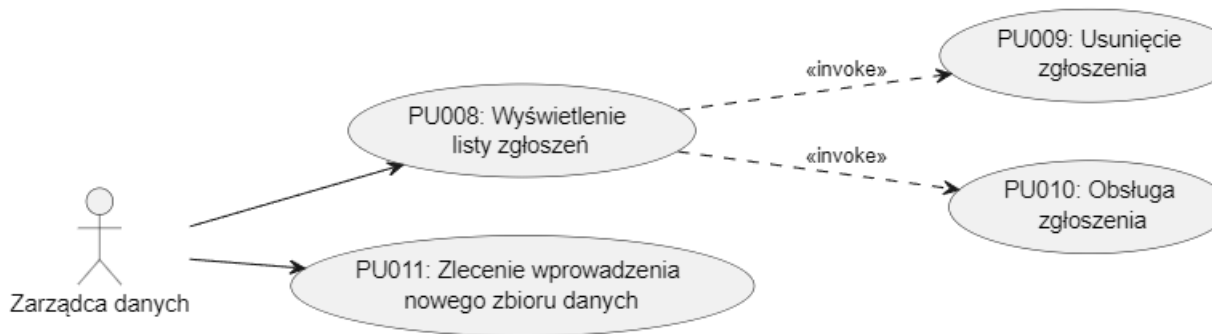 PU009: Usunięcie
zgłoszenia
«invoke»
PU008: Wyświetlenie
listy zgłoszeń
«invoke»
PU010: Obsługa
zgłoszenia
PU011: Zlecenie wprowadzenia
nowego zbioru danych
Zarządca danych